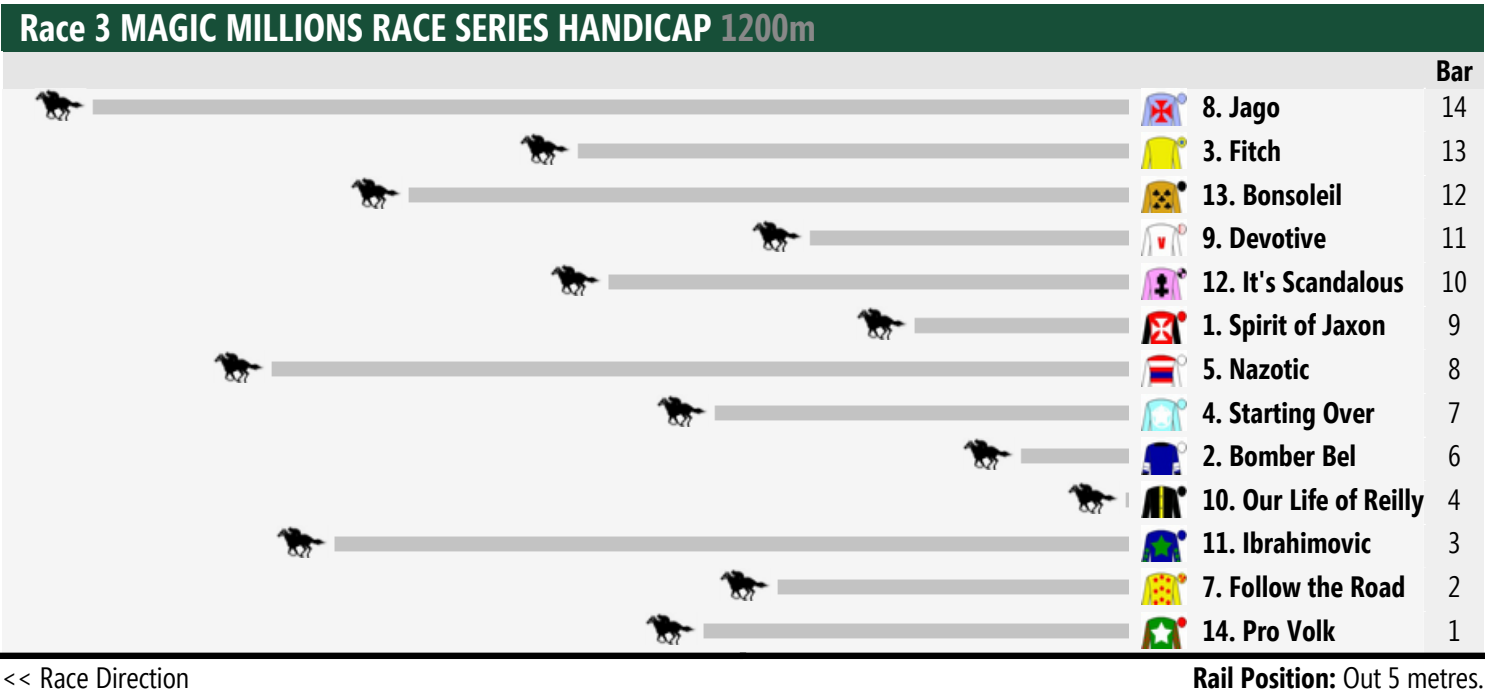 Race 3 MAGIC MILLIONS RACE SERIES HANDICAP 1200m
Bar
8. Jago 14
3. Fitch 13
13. Bonsoleil 12
9. Devotive 11
12. It's Scandalous 10
1. Spirit of Jaxon 9
5. Nazotic 8
4. Starting Over 7
2. Bomber Bel 6
10. Our Life of Reilly 4
11. Ibrahimovic 3
7. Follow the Road 2
14. Pro Volk 1
<< Race Direction Rail Position: Out 5 metres.